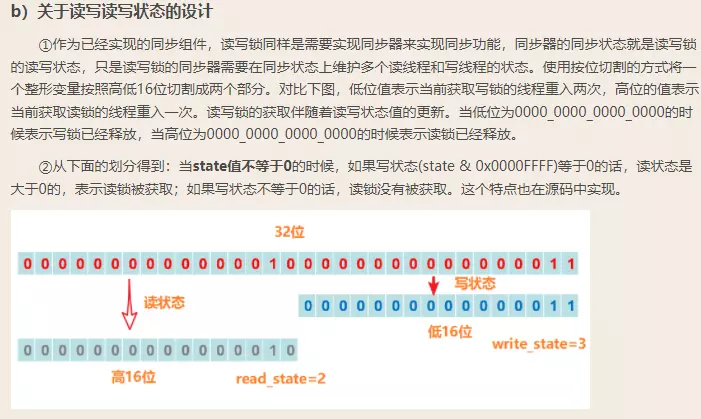 b）关于读写读写状态的设计
①作为已经实现的同步组件，读写锁同样是需要实现同步器来实现同步功能，同步器的同步状态就是读写锁
的读写状态，只是读写锁的同步器需要在同步状态上维护多个读线程和写线程的状态。使用按位切割的方式将一
个整形变量按照高低16位切割成两个部分。对比下图，低位值表示当前获取写锁的线程重入两次，高位的值表示
当前获取读锁的线程重入一次。读写锁的获取伴随着读写状态值的更新。当低位为0000_0000_0000_0000的时
候表示写锁已经释放，当高位为0000_0000_0000_0000的时候表示读锁已经释放。
②从下面的划分得到：当state值不等于0的时候，如果写状态(state & 0x0000FFFF)等于0的话，读状态是
大于0的，表示读锁被获取；如果写状态不等于0的话，读锁没有被获取。这个特点也在源码中实现。
32位
0 0 0 0 0 0 0 0 0 0 0 0 0 0 1 0 0 0 0 0 0 0 0 0 0 0 0 0 0 0 1 1
读状态
写状态
0 0 0 0 0 0 0 0 0 0 0 0 0 0 1 1
低16位
write_state=3
0 0 0 0 0 0 0 0 0 0 0 0 0 0 1 0
高16位
read_state=2